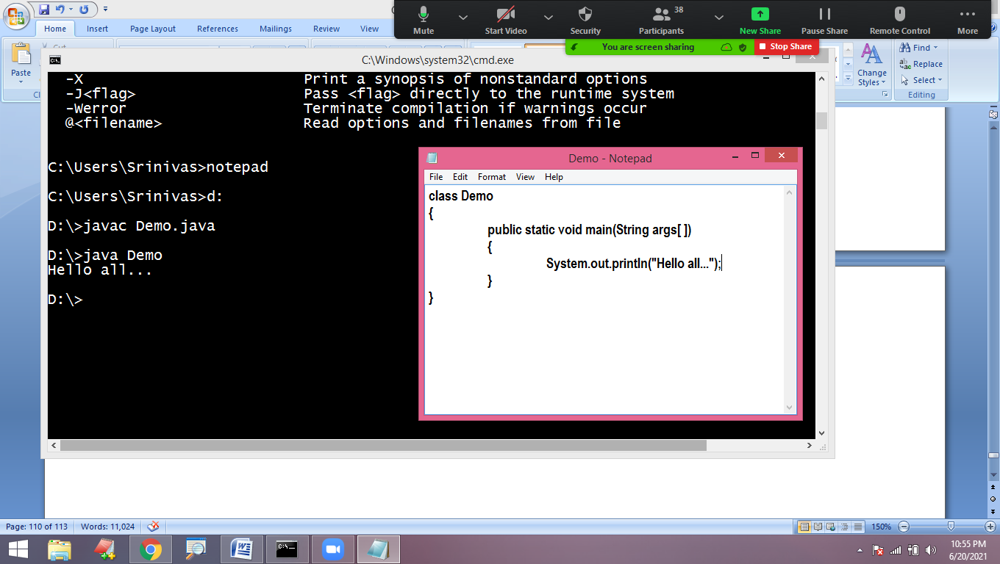 Mute
Start Video
Security
38
Participants
New Share
Pause Share
Remote Control
More
You are screen sharing
Stop Share
Home
Insert
Page Layout
References
Mailings
Review
View
Cut
Paste
Change
Styles
Find
Replace
Select
Editing
C:\Windows\system32\cmd.exe
-X Print a synopsis of nonstandard options
-J<flag> Pass <flag> directly to the runtime system
-Werror Terminate compilation if warnings occur
@<filename> Read options and filenames from file
C:\Users\Srinivas>notepad
C:\Users\Srinivas>d:
D:\>javac Demo.java
D:\>java Demo
Hello all...
D:\>
Demo - Notepad
File Edit Format View Help
class Demo
{
public static void main(String args[ ])
{
System.out.println("Hello all...");
}
}
Page: 110 of 113
Words: 11,024
150%
10:55 PM
6/20/2021